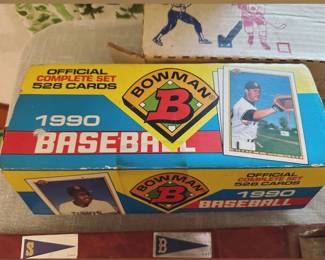 OFFICIAL
COMPLETE SET
528 CARDS
BOWMAN
B
1990
BASEBALL
BOWMAN
B
OFFICIAL
COMPLETE SET
528 CARDS
1990
BASEBALL
S
B